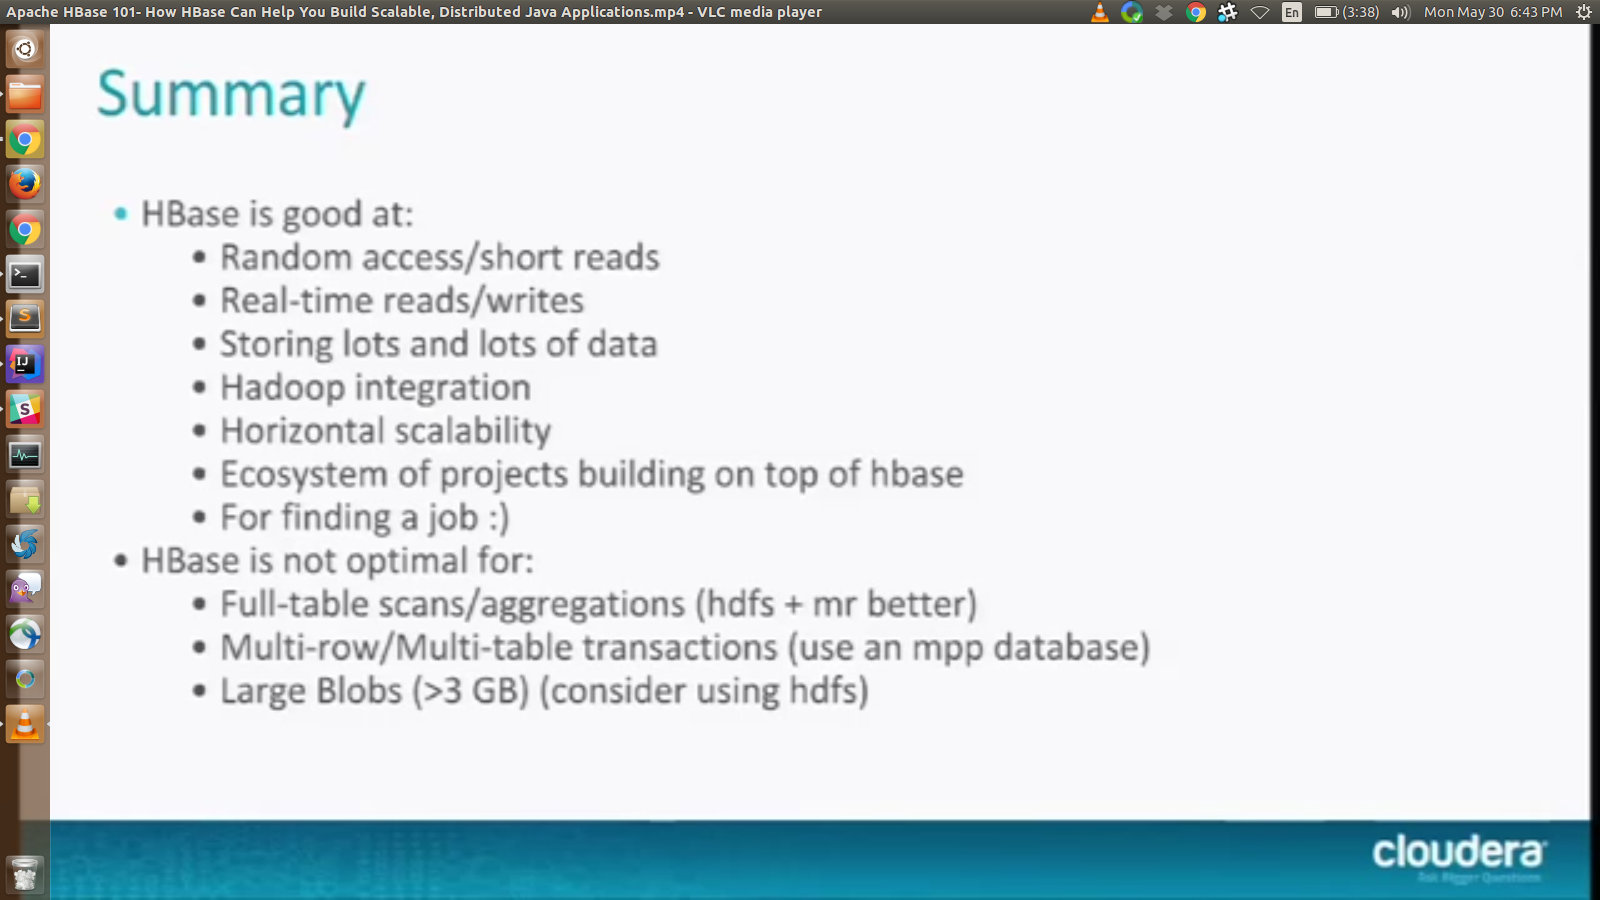 Apache HBase 101- How HBase Can Help You Build Scalable, Distributed Java Applications.mp4 - VLC media player
En
(3:38)
Mon May 30 6:43 PM
Summary
• HBase is good at:
• Random access/short reads
• Real-time reads/writes
• Storing lots and lots of data
• Hadoop integration
• Horizontal scalability
• Ecosystem of projects building on top of hbase
• For finding a job :)
• HBase is not optimal for:
• Full-table scans/aggregations (hdfs + mr better)
• Multi-row/Multi-table transactions (use an mpp database)
• Large Blobs (>3 GB) (consider using hdfs)
cloudera
Ask Bigger Questions
S
IJ
S